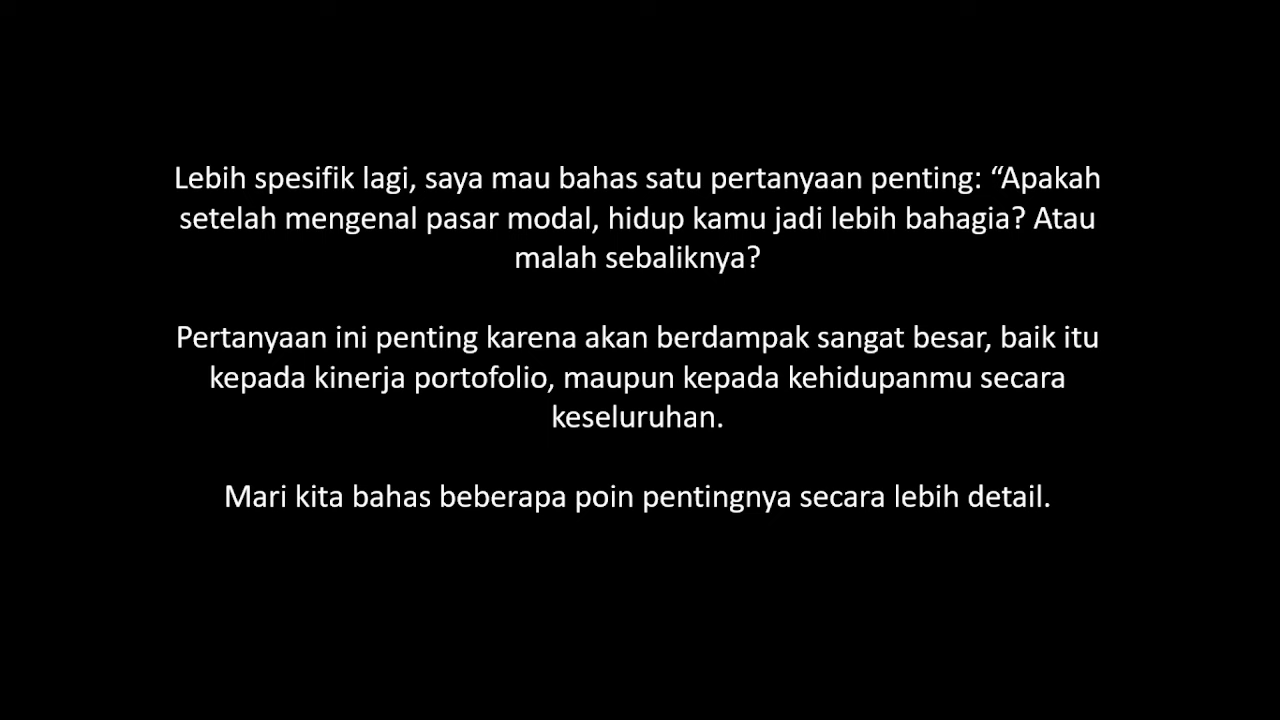 Lebih spesifik lagi, saya mau bahas satu pertanyaan penting: “Apakah
setelah mengenal pasar modal, hidup kamu jadi lebih bahagia? Atau
malah sebaliknya?
Pertanyaan ini penting karena akan berdampak sangat besar, baik itu
kepada kinerja portofolio, maupun kepada kehidupanmu secara
keseluruhan.
Mari kita bahas beberapa poin pentingnya secara lebih detail.